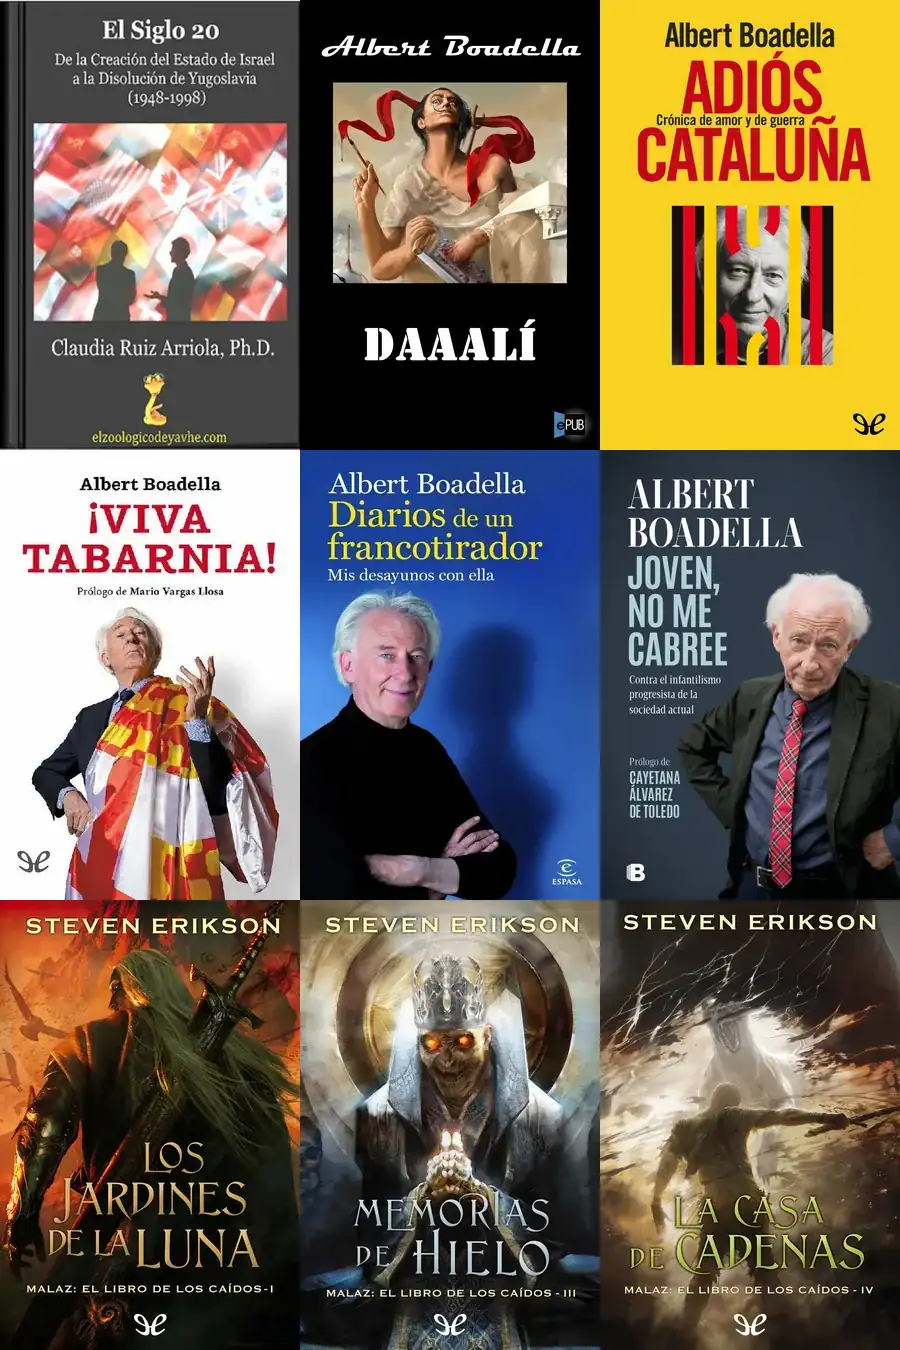 El Siglo 20
De la Creación del Estado de Israel
a la Disolución de Yugoslavia
(1948-1998)
Claudia Ruiz Arriola, Ph.D.
elzoologicodeyavhe.com
Albert Boadella
DAAALÍ
ePUB
Albert Boadella
ADIÓS
Crónica de amor y de guerra
CATALUÑA
Albert Boadella
¡VIVA
TABARNIA!
Prólogo de Mario Vargas Llosa
Albert Boadella
Diarios de un
francotirador
Mis desayunos con ella
ESPASA
ALBERT
BOADELLA
JOVEN,
NO ME
CABREE
Contra el infantilismo
progresista de la
sociedad actual
Prólogo de
CAYETANA
ÁLVAREZ
DE TOLEDO
B
STEVEN ERIKSON
LOS
JARDINES
DE LA LUNA
MALAZ: EL LIBRO DE LOS CAÍDOS-I
STEVEN ERIKSON
MEMORIAS
DE HIELO
MALAZ: EL LIBRO DE LOS CAÍDOS - III
STEVEN ERIKSON
LA CASA
DE CADENAS
MALAZ: EL LIBRO DE LOS CAÍDOS - IV